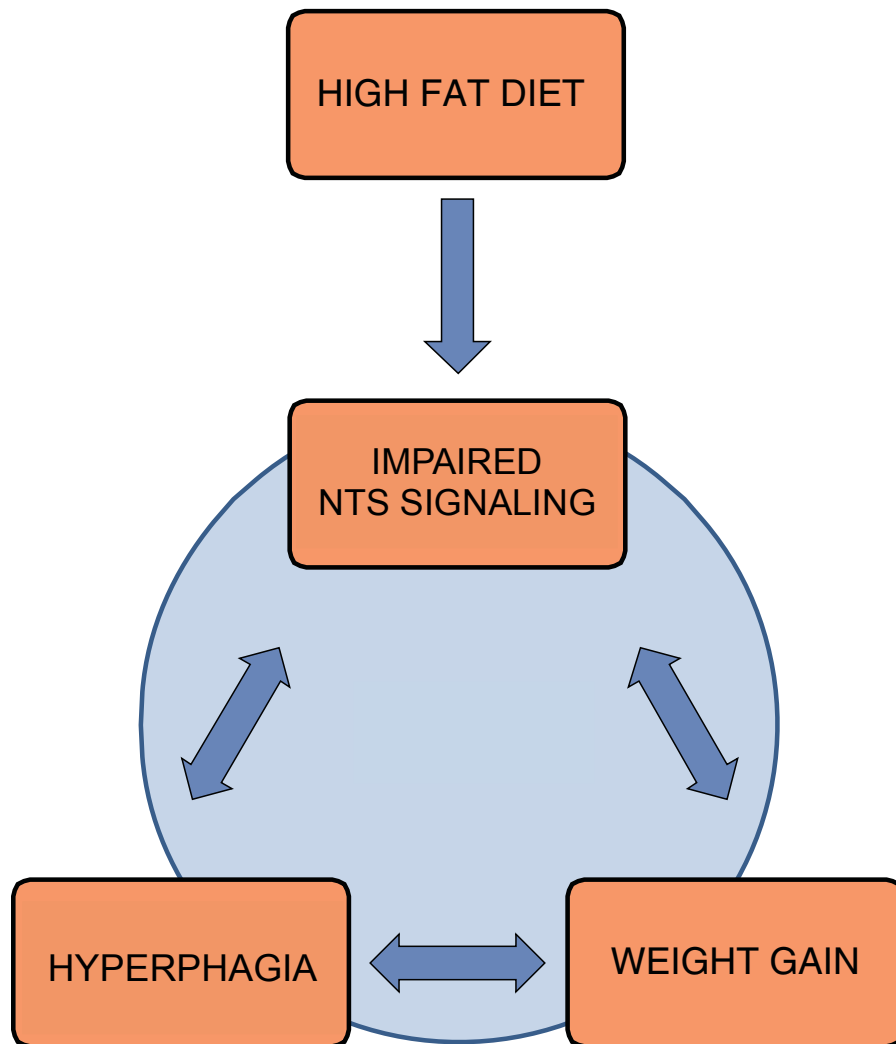 HIGH FAT DIET
IMPAIRED
NTS SIGNALING
HYPERPHAGIA
WEIGHT GAIN